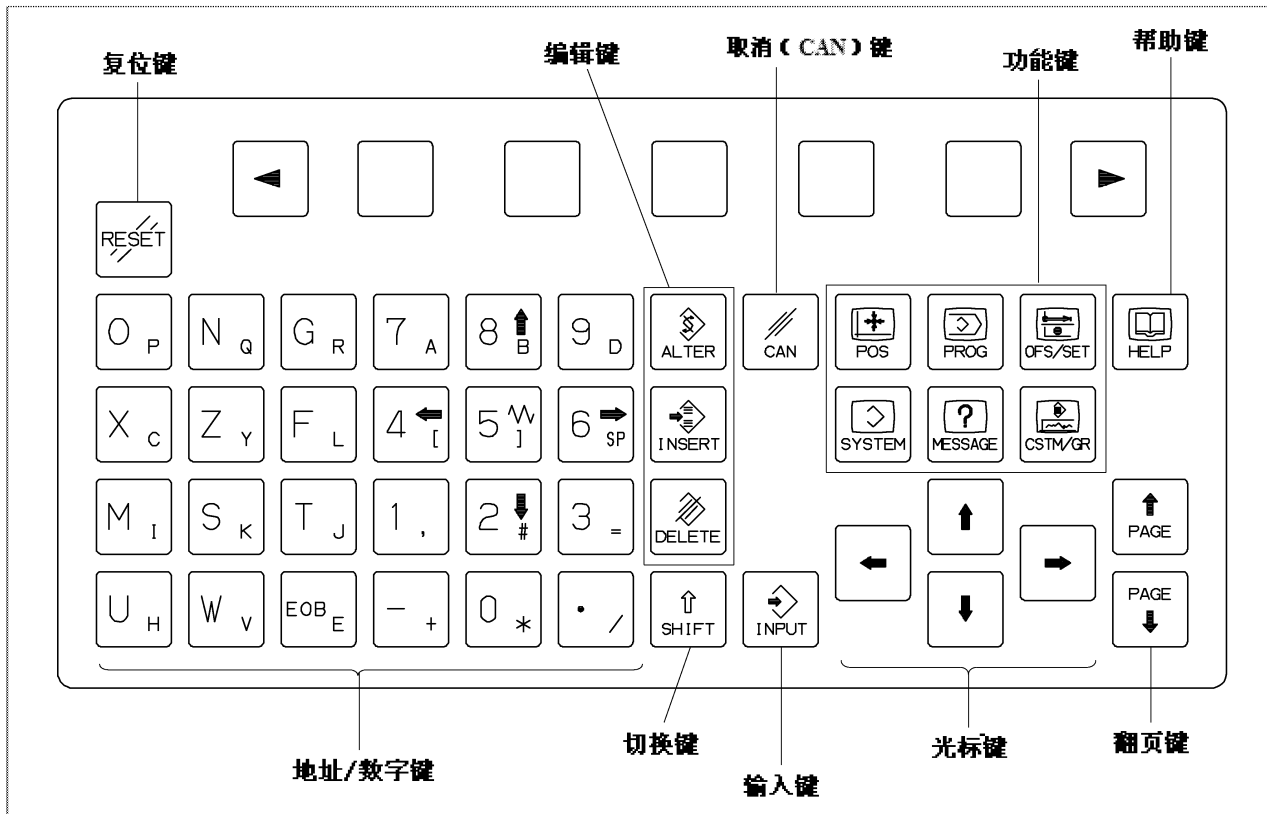 复位键
编辑键
取消（CAN）键
功能键
帮助键
RESET
O P
N Q
G R
7 A
8 B
9 D
ALTER
CAN
POS
PROG
OFS/SET
HELP
X C
Z Y
F L
4 [
5 ]
6 SP
INSERT
SYSTEM
MESSAGE
CSTM/GR
M I
S K
T J
1 ,
2 #
3 =
DELETE
PAGE
U H
W V
EOB E
- +
0 *
. /
SHIFT
INPUT
PAGE
地址/数字键
切换键
输入键
光标键
翻页键